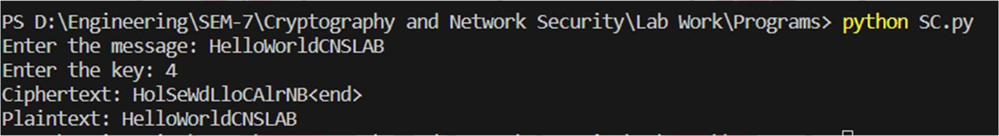 PS D:\Engineering\SEM-7\Cryptography and Network Security\Lab Work\Programs> python SC.py
Enter the message: HelloWorldCNSLAB
Enter the key: 4
Ciphertext: HolSeWdLloCAlrNB<end>
Plaintext: HelloWorldCNSLAB